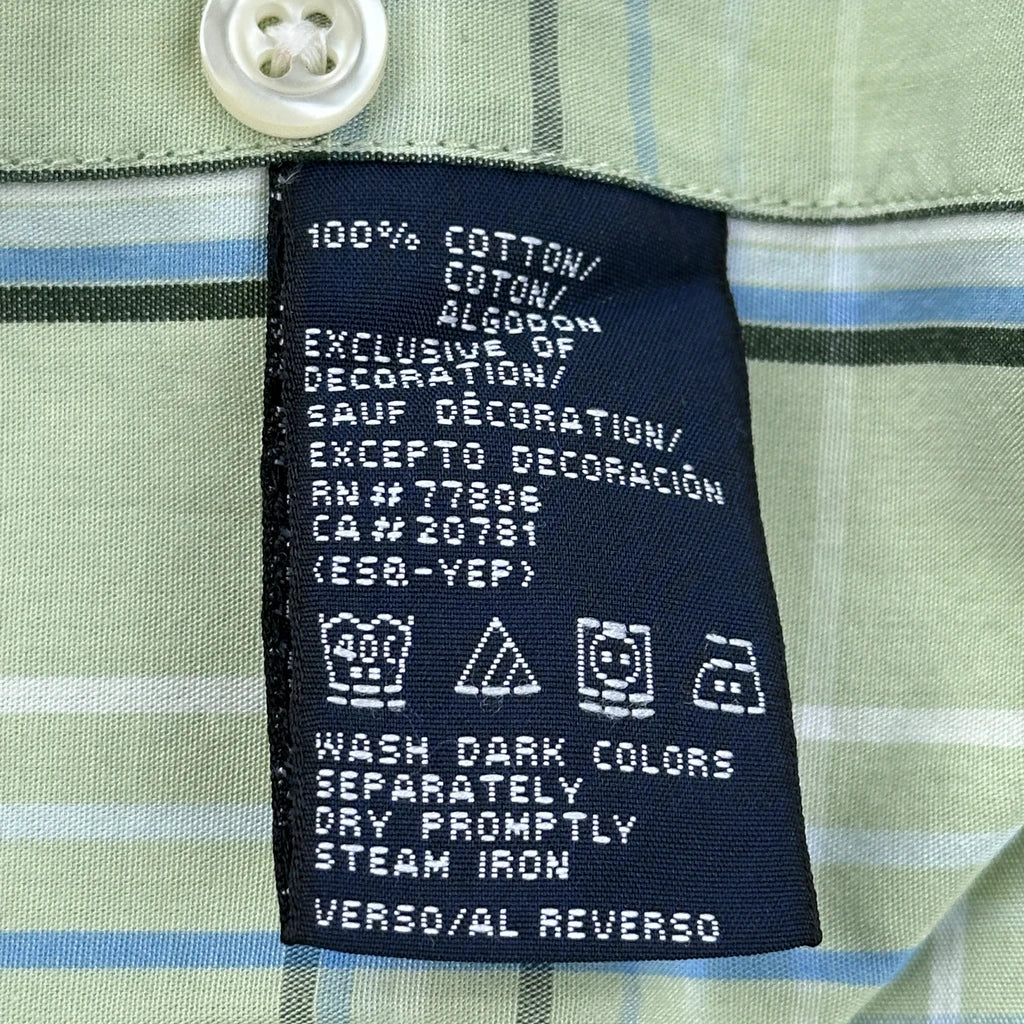 100% COTTON/
COTON/
ALGODON
EXCLUSIVE OF
DECORATION/
SAUF DÉCORATION/
EXCEPTO DECORACIÓN
RN # 77806
CA # 20781
(ESQ-YEP)
40C
WASH DARK COLORS
SEPARATELY
DRY PROMPTLY
STEAM IRON
VERSO/AL REVERSO